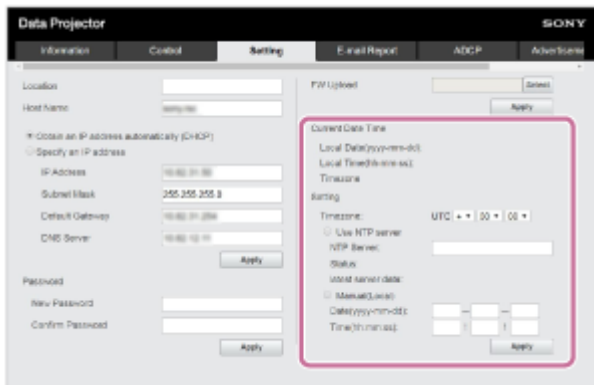 Data Projector
SONY
Information Control Setting E-mail Report ADCP Advertiseme
Location
Host Name
Obtain an IP address automatically (DHCP)
Specify an IP address
IP Address
Subnet Mask 255.255.255.0
Default Gateway
DNS Server
Apply
Password
New Password
Confirm Password
Apply
FW Upload Select
Apply
Current Date Time
Local Date(yyyy-mm-dd):
Local Time(hh:mm:ss):
Timezone
Setting
Timezone: UTC + 00 00
Use NTP server
NTP Server:
Status:
latest server date:
Manual(Local)
Date(yyyy-mm-dd): — —
Time(hh:mm:ss): : :
Apply